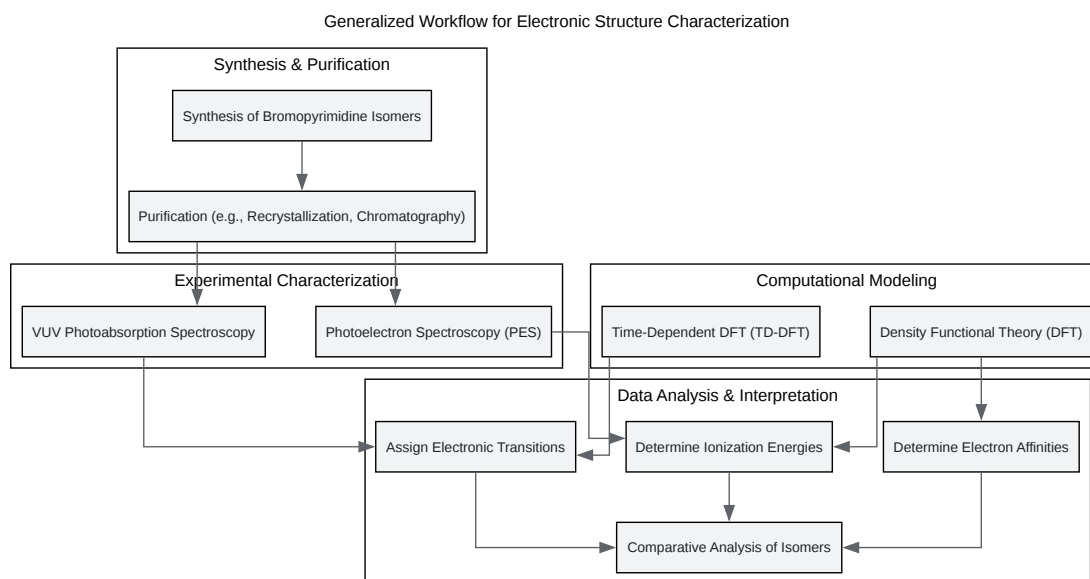 Generalized Workflow for Electronic Structure Characterization
Synthesis & Purification
Synthesis of Bromopyrimidine Isomers
Purification (e.g., Recrystallization, Chromatography)
Experimental Characterization
Computational Modeling
VUV Photoabsorption Spectroscopy
Photoelectron Spectroscopy (PES)
Time-Dependent DFT (TD-DFT)
Density Functional Theory (DFT)
Data Analysis & Interpretation
Assign Electronic Transitions
Determine Ionization Energies
Determine Electron Affinities
Comparative Analysis of Isomers